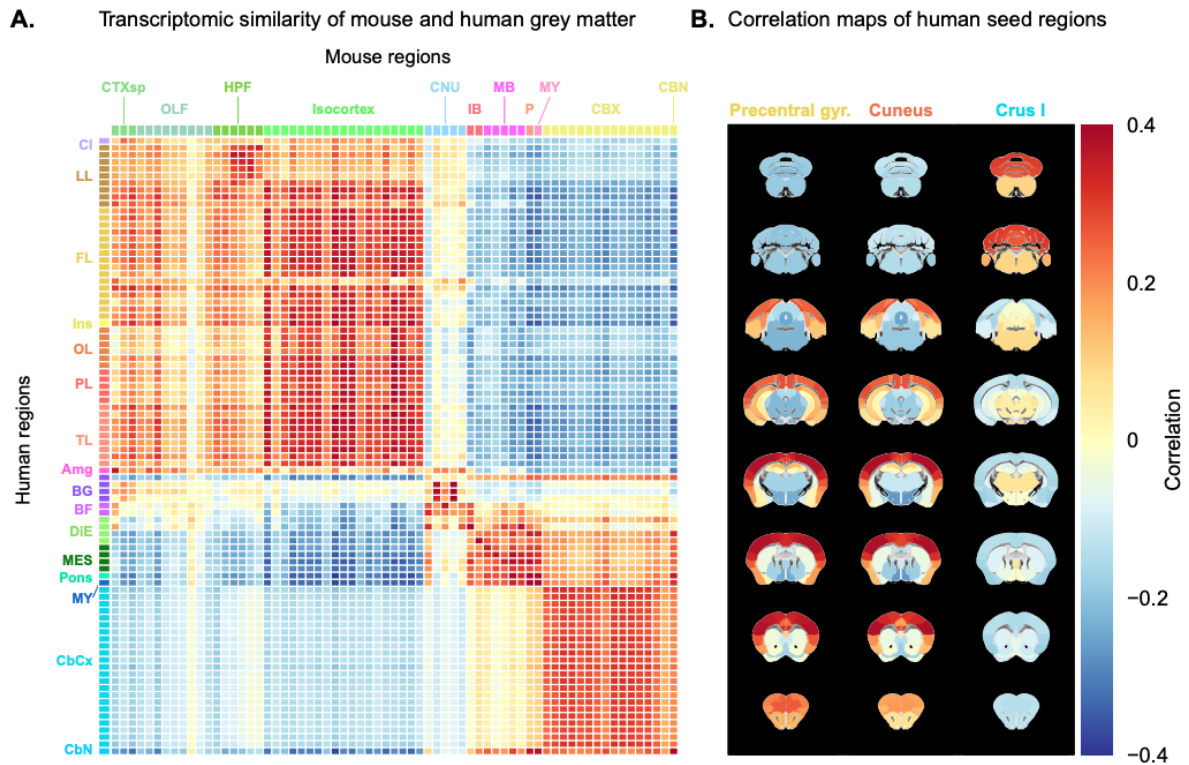 A. Transcriptomic similarity of mouse and human grey matter
Mouse regions
CTXsp HPF CNU MB MY CBN
OLF Isocortex IB P CBX
Human regions
Cl
LL
FL
Ins
OL
PL
TL
Amg
BG
BF
DiE
MES
Pons
MY
CbCx
CbN
B. Correlation maps of human seed regions
Precentral gyr. Cuneus Crus I
0.4
0.2
0
−0.2
−0.4
Correlation